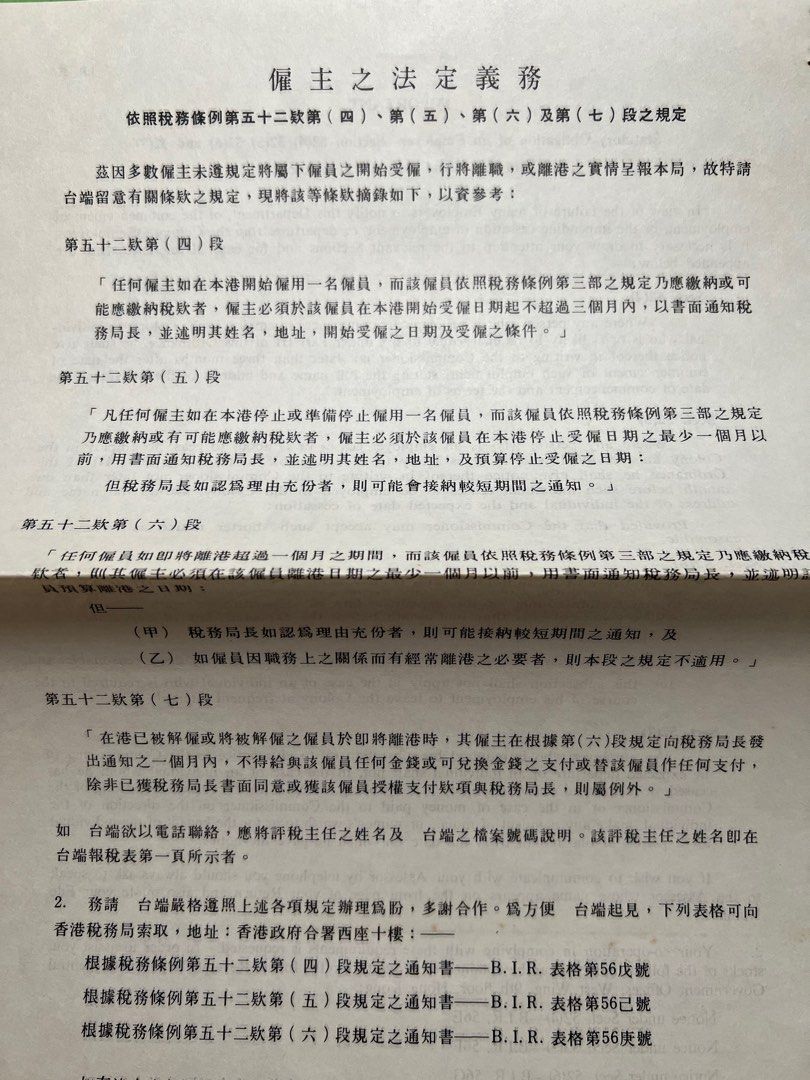 僱主之法定義務
依照稅務條例第五十二欵第(四)、第(五)、第(六)及第(七)段之規定
茲因多數僱主未遵規定將屬下僱員之開始受僱，行將離職，或離港之實情呈報本局，故特請
台端留意有關條欵之規定，現將該等條欵摘錄如下，以資參考：
第五十二欵第(四)段
「任何僱主如在本港開始僱用一名僱員，而該僱員依照稅務條例第三部之規定乃應繳納或可
能應繳納稅欵者，僱主必須於該僱員在本港開始受僱日期起不超過三個月內，以書面通知稅
務局長，並述明其姓名，地址，開始受僱之日期及受僱之條件。」
第五十二欵第(五)段
「凡任何僱主如在本港停止或準備停止僱用一名僱員，而該僱員依照稅務條例第三部之規定
乃應繳納或有可能應繳納稅欵者，僱主必須於該僱員在本港停止受僱日期之最少一個月以
前，用書面通知稅務局長，並述明其姓名，地址，及預算停止受僱之日期：
但稅務局長如認爲理由充份者，則可能會接納較短期間之通知。」
第五十二欵第(六)段
「任何僱員如即將離港超過一個月之期間，而該僱員依照稅務條例第三部之規定乃應繳納稅
欵者，則其僱主必須在該僱員離港日期之最少一個月以前，用書面通知稅務局長，並述明
員預算離港之日期：
但——
(甲) 稅務局長如認爲理由充份者，則可能接納較短期間之通知，及
(乙) 如僱員因職務上之關係而有經常離港之必要者，則本段之規定不適用。」
第五十二欵第(七)段
「在港已被解僱或將被解僱之僱員於卽將離港時，其僱主在根據第(六)段規定向稅務局長發
出通知之一個月內，不得給與該僱員任何金錢或可兌換金錢之支付或替該僱員作任何支付，
除非已獲稅務局長書面同意或獲該僱員授權支付欵項與稅務局長，則屬例外。」
如 台端欲以電話聯絡，應將評稅主任之姓名及 台端之檔案號碼說明。該評稅主任之姓名卽在
台端報稅表第一頁所示者。
2. 務請 台端嚴格遵照上述各項規定辦理爲盼，多謝合作。爲方便 台端起見，下列表格可向
香港稅務局索取，地址：香港政府合署西座十樓：——
根據稅務條例第五十二欵第(四)段規定之通知書——B.I.R. 表格第56戊號
根據稅務條例第五十二欵第(五)段規定之通知書——B.I.R. 表格第56己號
根據稅務條例第五十二欵第(六)段規定之通知書——B.I.R. 表格第56庚號